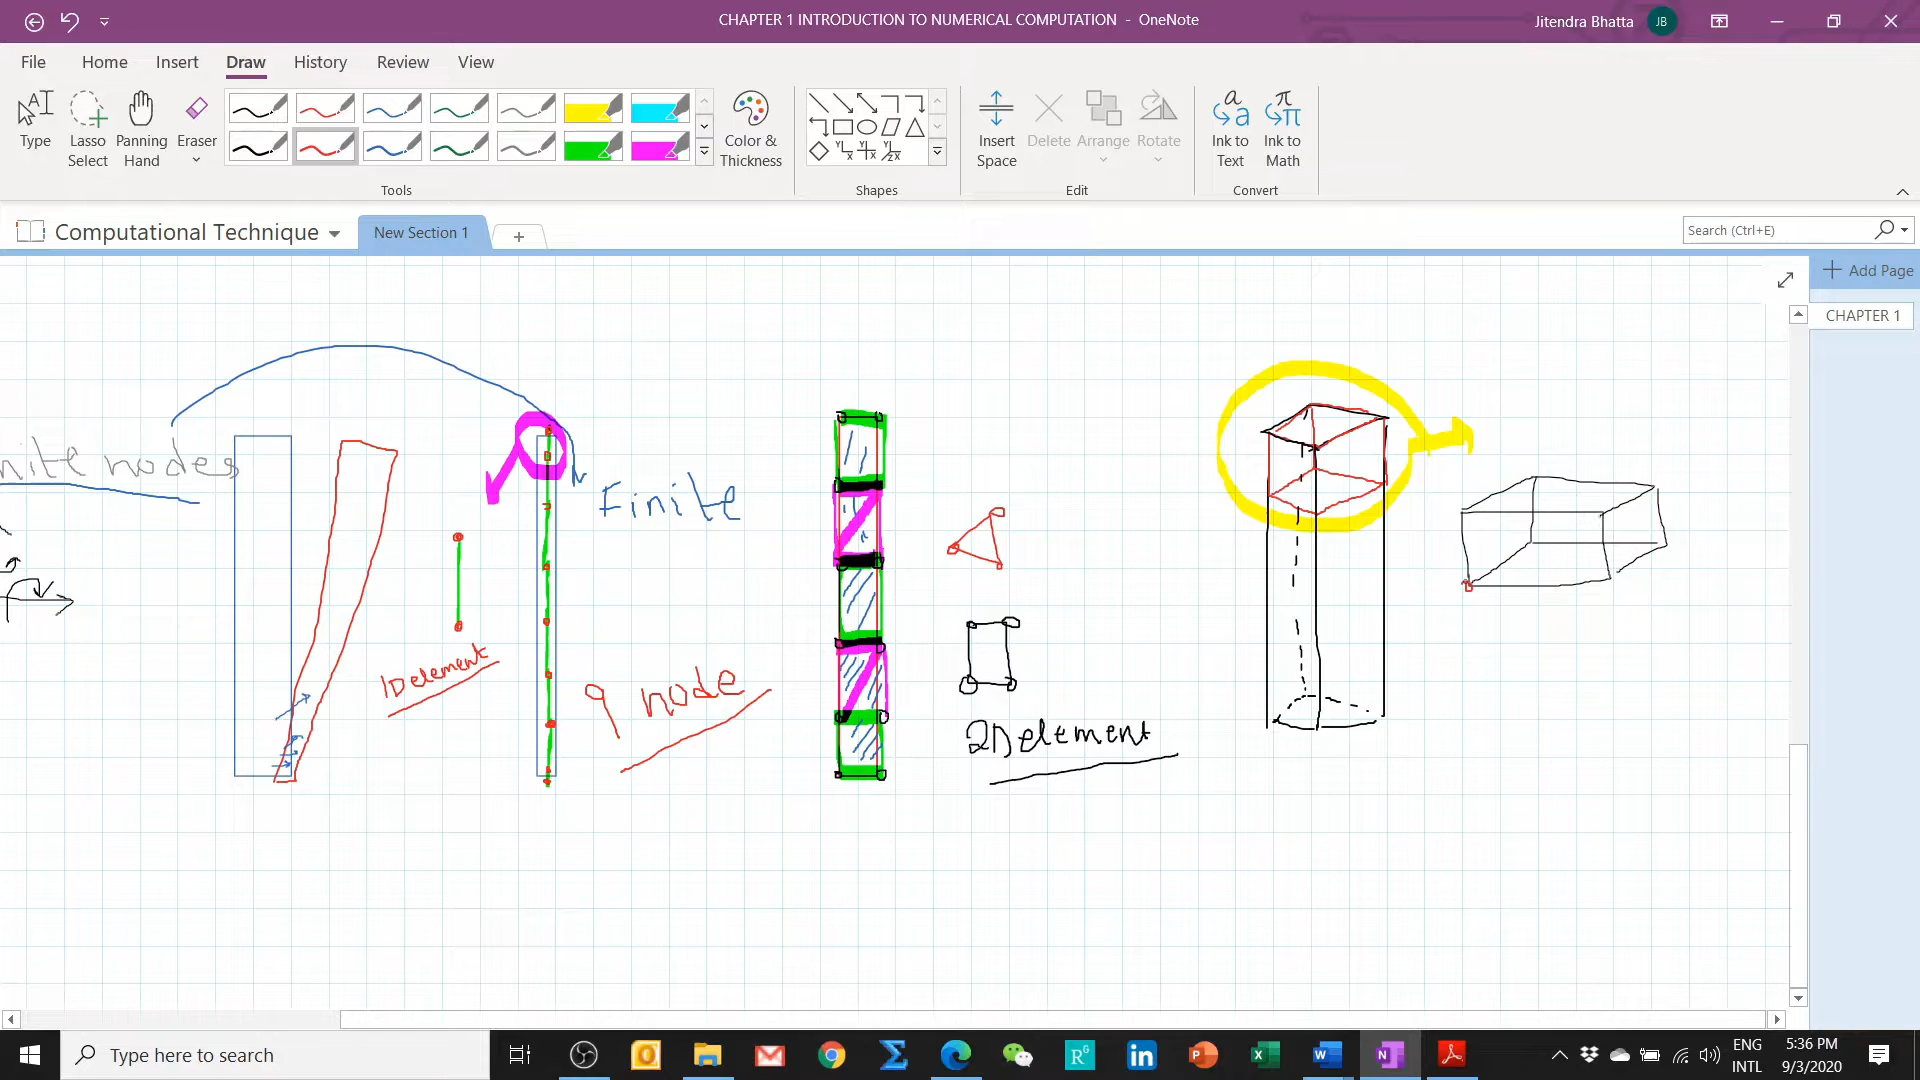 CHAPTER 1 INTRODUCTION TO NUMERICAL COMPUTATION - OneNote
Jitendra Bhatta JB
File Home Insert Draw History Review View
Type
Lasso Select
Panning Hand
Eraser
Color & Thickness
Insert Space
Delete
Arrange
Rotate
Ink to Text
Ink to Math
Tools
Shapes
Edit
Convert
Computational Technique
New Section 1
Search (Ctrl+E)
Add Page
CHAPTER 1
nite nodes
Finite
1D element
9 node
2D element
Type here to search
ENG
INTL
5:36 PM
9/3/2020